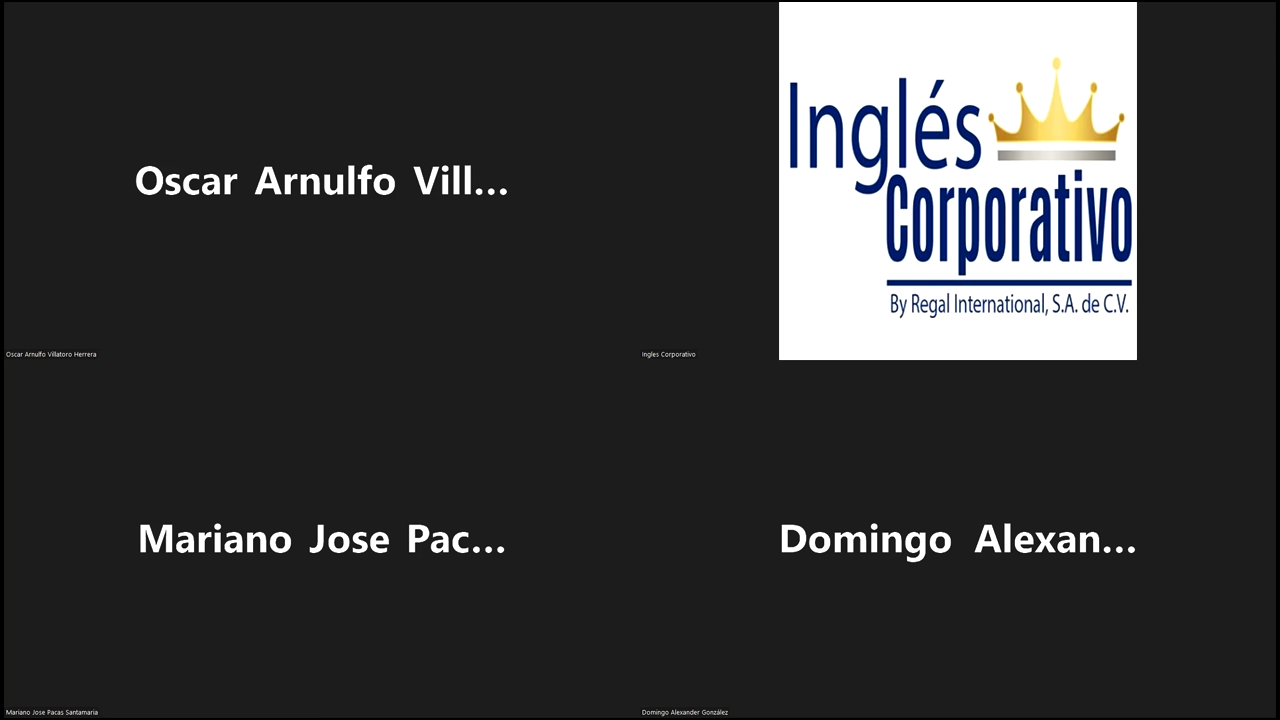 Oscar Arnulfo Vill...
Oscar Arnulfo Villatoro Herrera
Inglés
Corporativo
By Regal International, S.A. de C.V.
Ingles Corporativo
Mariano Jose Pac...
Mariano Jose Pacas Santamaria
Domingo Alexan...
Domingo Alexander González